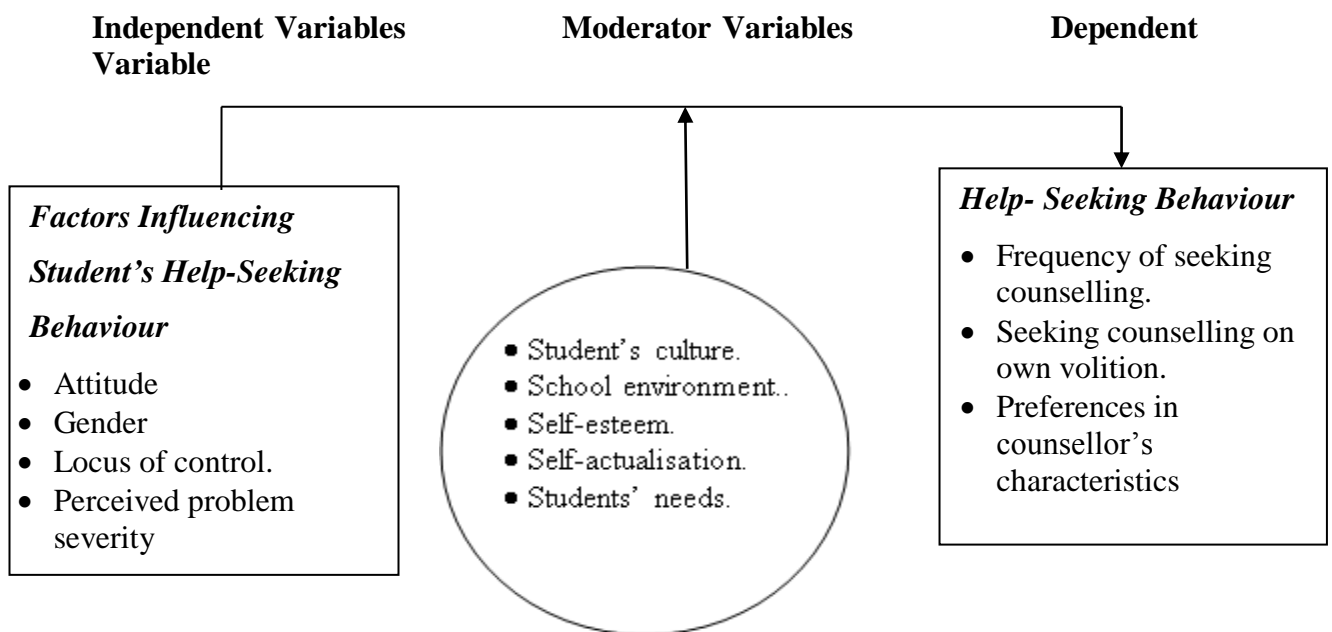 Independent Variables Moderator Variables Dependent
Variable
Factors Influencing
Student’s Help-Seeking
Behaviour
• Attitude
• Gender
• Locus of control.
• Perceived problem
severity
• Student’s culture.
• School environment..
• Self-esteem.
• Self-actualisation.
• Students’ needs.
Help- Seeking Behaviour
• Frequency of seeking
counselling.
• Seeking counselling on
own volition.
• Preferences in
counsellor’s
characteristics